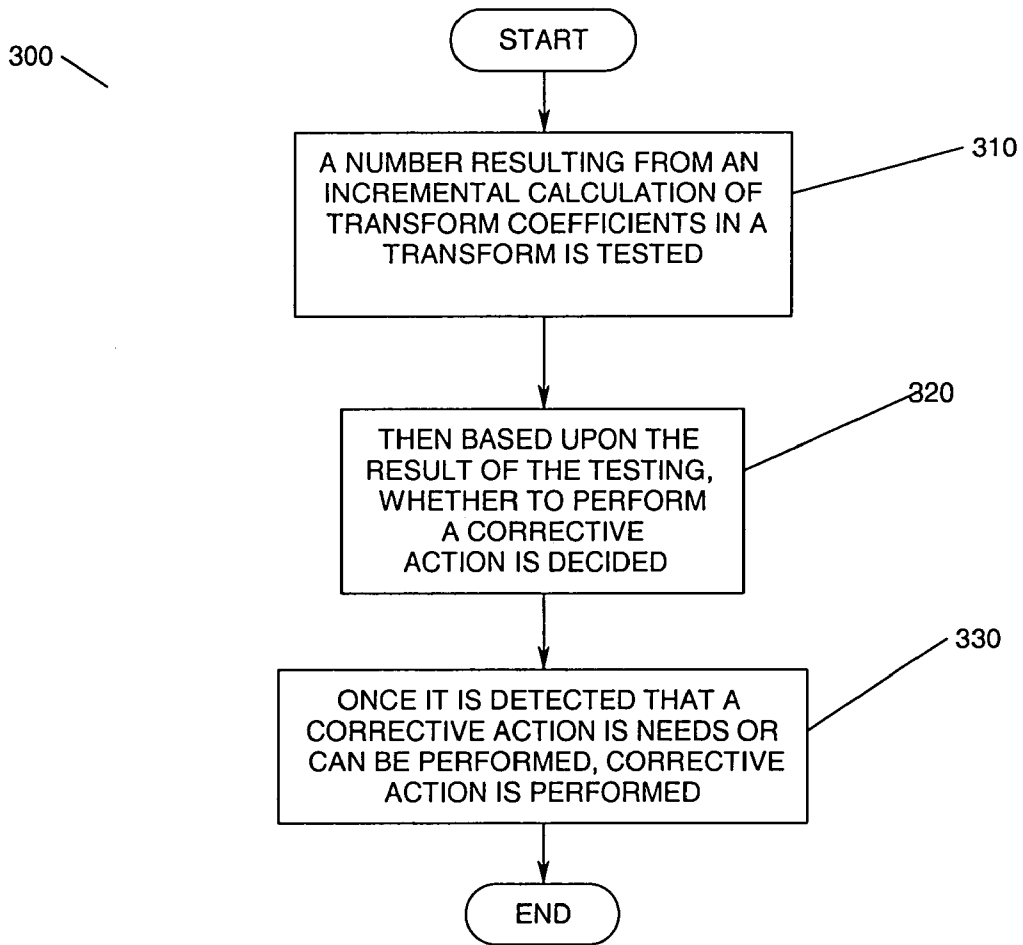 START
300
A NUMBER RESULTING FROM AN
INCREMENTAL CALCULATION OF
TRANSFORM COEFFICIENTS IN A
TRANSFORM IS TESTED
310
320
THEN BASED UPON THE
RESULT OF THE TESTING,
WHETHER TO PERFORM
A CORRECTIVE
ACTION IS DECIDED
330
ONCE IT IS DETECTED THAT A
CORRECTIVE ACTION IS NEEDS OR
CAN BE PERFORMED, CORRECTIVE
ACTION IS PERFORMED
END